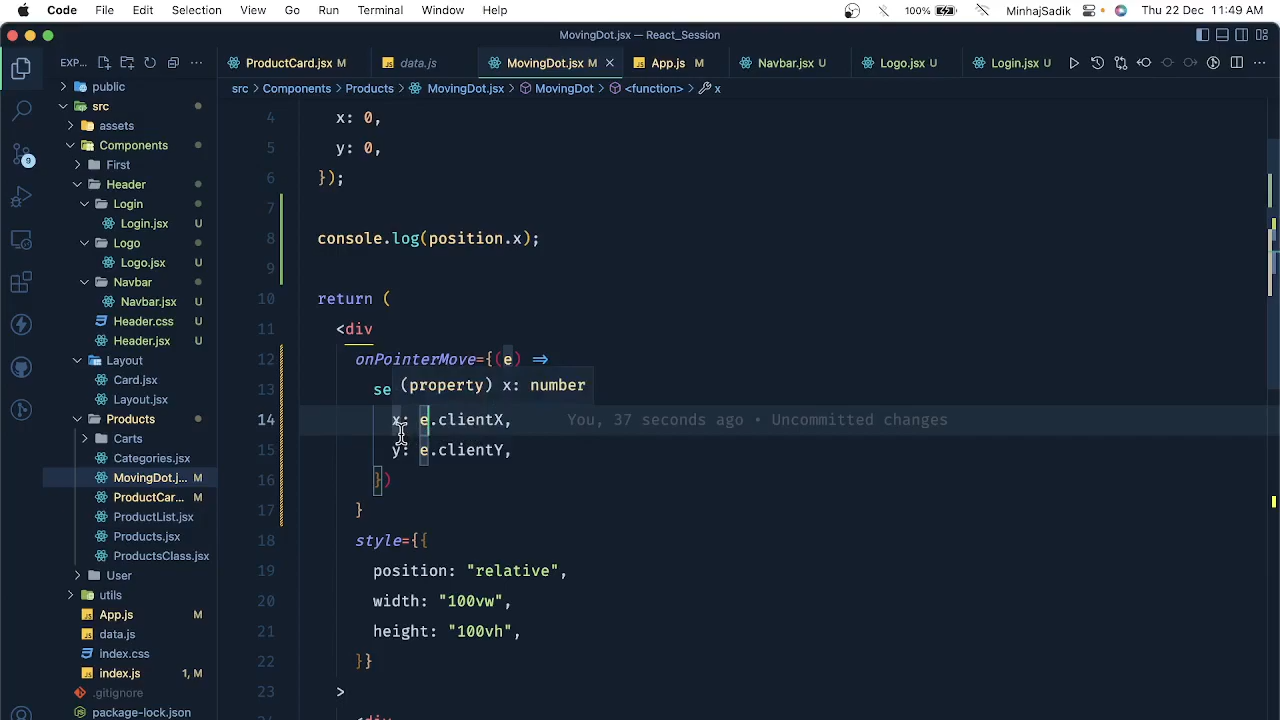 Code File Edit Selection View Go Run Terminal Window Help 100% MinhajSadik Thu 22 Dec 11:49 AM
MovingDot.jsx — React_Session
EXP... ProductCard.jsx M data.js MovingDot.jsx M App.js M Navbar.jsx U Logo.jsx U Login.jsx U
src > Components > Products > MovingDot.jsx > MovingDot > <function> > x
public
src
assets
Components
First
Header
Login
Login.jsx U
Logo
Logo.jsx U
Navbar
Navbar.jsx U
Header.css U
Header.jsx U
Layout
Card.jsx
Layout.jsx
Products
Carts
Categories.jsx
MovingDot.j... M
ProductCar... M
ProductList.jsx
Products.jsx
ProductsClass.jsx
User
utils
App.js M
data.js
index.css
index.js 1, M
.gitignore
package-lock.json
9
4 x: 0,
5 y: 0,
6 });
7
8 console.log(position.x);
9
10 return (
11 <div
12 onPointerMove={(e) =>
13 se
(property) x: number
14 x: e.clientX, You, 37 seconds ago • Uncommitted changes
15 y: e.clientY,
16 })
17 }
18 style={{
19 position: "relative",
20 width: "100vw",
21 height: "100vh",
22 }}
23 >
<div